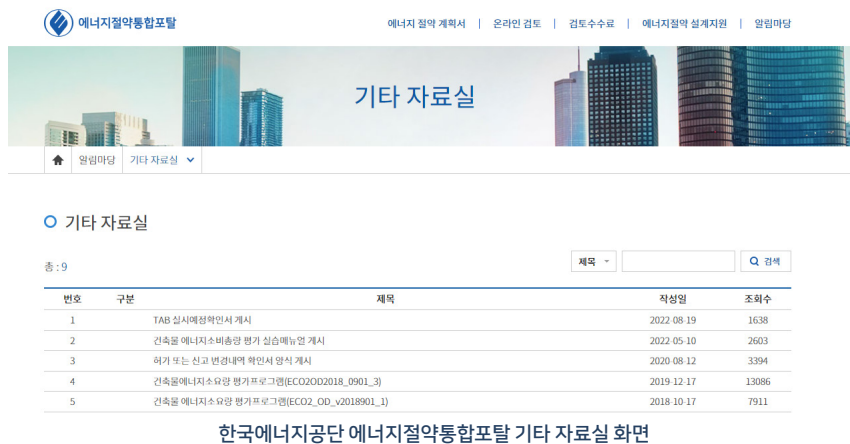 에너지절약통합포탈
에너지 절약 계획서 | 온라인 검토 | 검토수수료 | 에너지절약 설계지원 | 알림마당
기타 자료실
알림마당 기타 자료실
기타 자료실
총 : 9
제목 검색
번호 구분 제목 작성일 조회수
1 TAB 실시예정확인서 게시 2022-08-19 1638
2 건축물 에너지소비총량 평가 실습메뉴얼 게시 2022-05-10 2603
3 허가 또는 신고 변경내역 확인서 양식 게시 2020-08-12 3394
4 건축물에너지소요량 평가프로그램(ECO2OD2018_0901_3) 2019-12-17 13086
5 건축물 에너지소요량 평가프로그램(ECO2_OD_v2018901_1) 2018-10-17 7911
한국에너지공단 에너지절약통합포탈 기타 자료실 화면